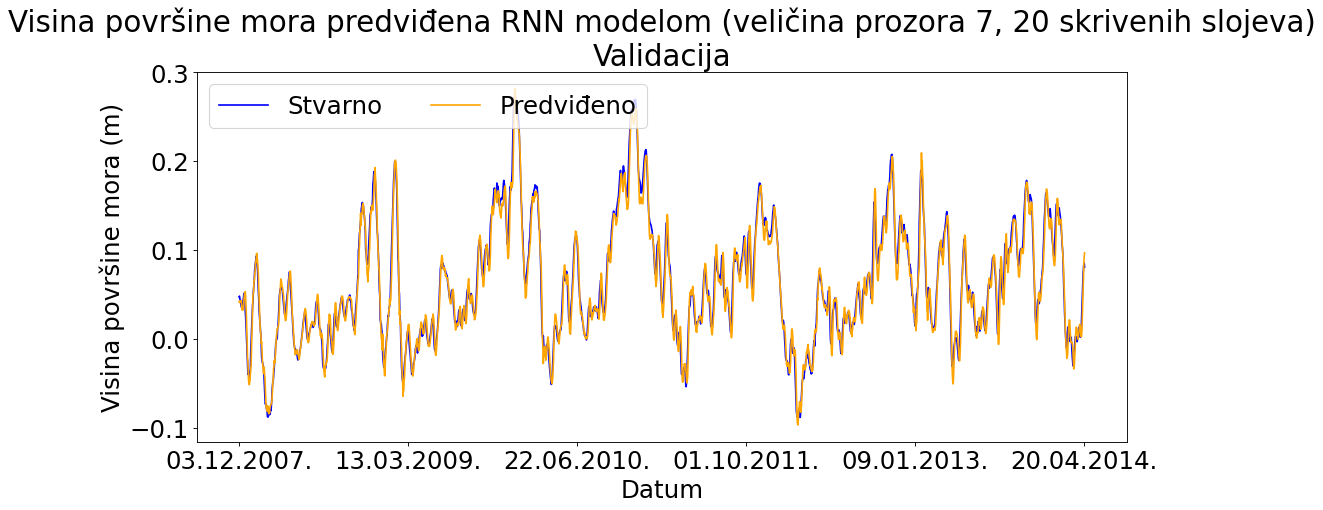 Visina površine mora predviđena RNN modelom (veličina prozora 7, 20 skrivenih slojeva)
Validacija
Stvarno Predviđeno
Visina površine mora (m)
0.3
0.2
0.1
0.0
−0.1
03.12.2007. 13.03.2009. 22.06.2010. 01.10.2011. 09.01.2013. 20.04.2014.
Datum